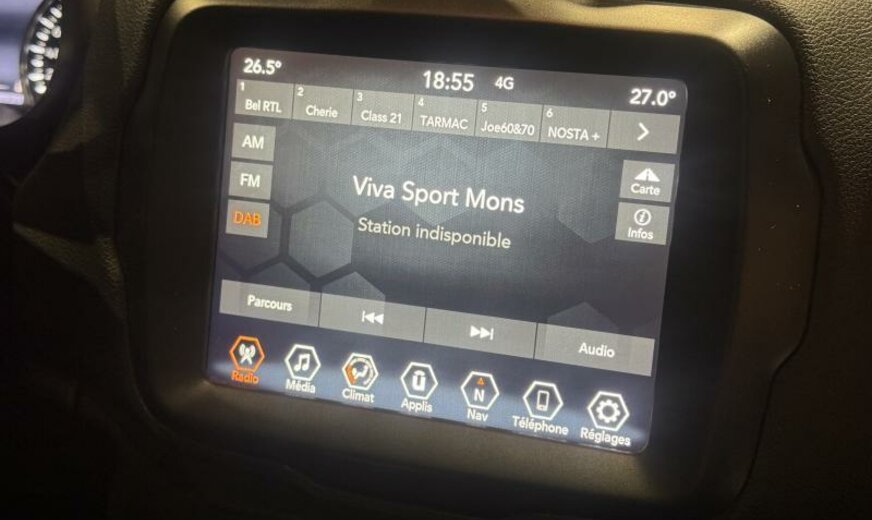 26.5°
18:55 4G
27.0°
1 Bel RTL
2 Cherie
3 Class 21
4 TARMAC
5 Joe60&70
6 NOSTA +
AM
FM
DAB
Viva Sport Mons
Station indisponible
Carte
Infos
Parcours
Audio
Radio
Média
Climat
Applis
N
Nav
Téléphone
Réglages